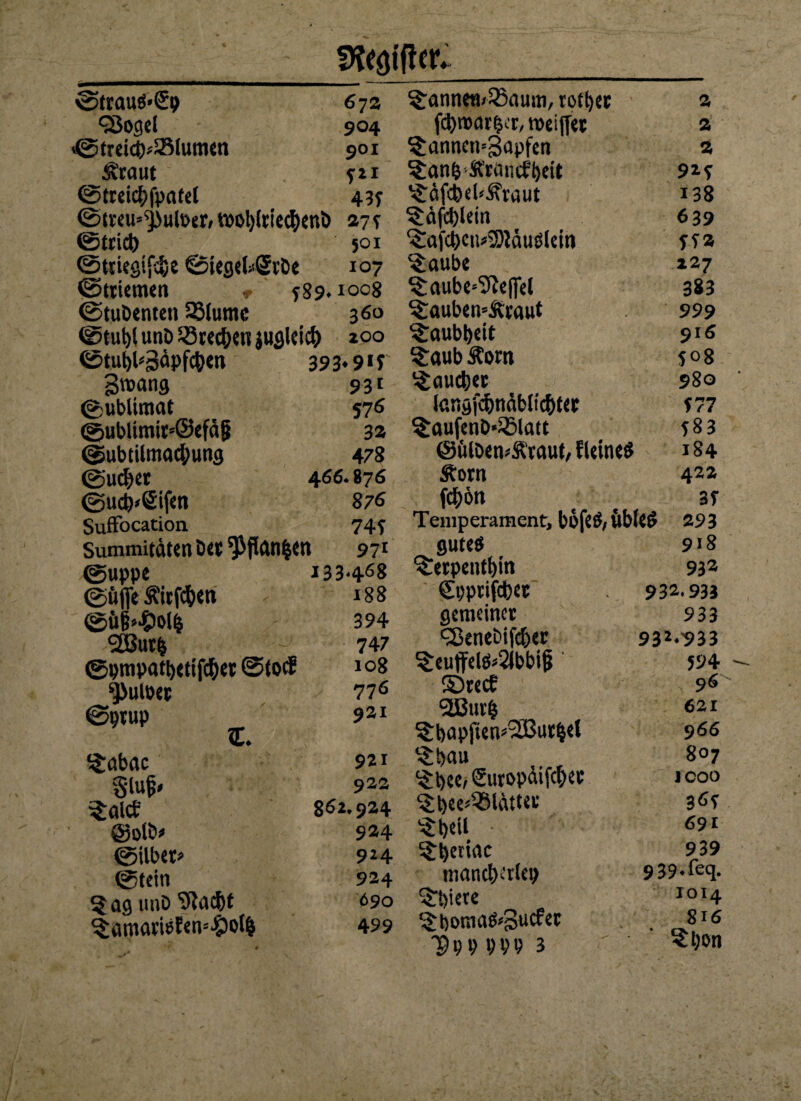 Register.
Strauß-Ey 672
Vogel 904
Streich-Blumen 901
Kraut 521
Streichspatel 435
Streu-Pulver, wohlriechend 275
Strich 501
Striegische Siegel-Erde 107
Striemen 589. 1008
Studenten Blume 360
Stuhl und Brechen zugleich 200
Stuhl-Zäpfchen 393. 915
Zwang 931
Sublimat 576
Sublimir-Gefäß 32
Subtilmachung 478
Sucher 466. 876
Such-Eisen 876
Suffocation 745
Summitäten der Pflantzen 971
Suppe 133. 468
Süsse Kirschen 188
Süß-Holtz 394
Wurtz 747
Sympathetischer Stock 108
Pulver 776
Syrup 921
T.
Tabac 921
Fluß- 922
Talck 862. 924
Gold- 924
Silber- 924
Stein 924
Tag und Nacht 690
Tamarisken-Holtz 499
Tannen-Baum, rother 2
schwartzer, weisser 2
Tannen-Zapfen 2
Tantz-Kranckheit 925
Täschel-Kraut 138
Täschlein 639
Taschen-Mäuslein 552
Taube 227
Taube-Nessel 383
Tauben-Kraut 999
Taubheit 916
Taub Korn 508
Taucher 980
langschnäblichter 577
Tausend-Blatt 583
Gülden-Kraut, kleines 184
Korn 422
schön 35
Temperament, böses, übles 293
gutes 918
Terpenthin 932
Cyprischer 932. 933
gemeiner 933
Venedischer 932. 933
Teuffels-Abbiß 594
Dreck 96
Wurtz 621
Thapsien-Wurtzel 966
Thau 807
Thee, Europäischer 1000
Thee-Blätter 365
Theil 691
Theriac 939
mancherley 939. seq.
Thiere 1014
Thomas-Zucker 816
Yyy yyy 3 Thon